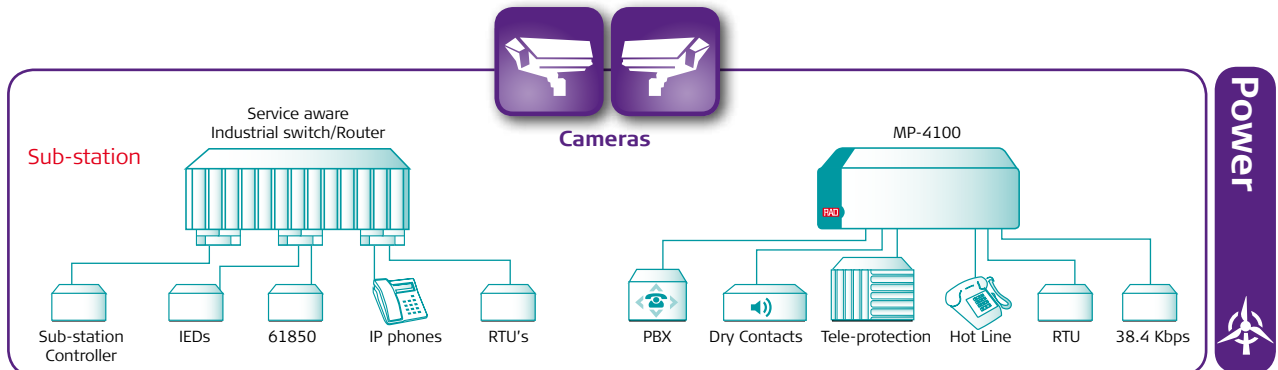 Cameras
Power
Sub-station
Service aware
Industrial switch/Router
MP-4100
RAD
Sub-station
Controller
IEDs
61850
IP phones
RTU's
PBX
Dry Contacts
Tele-protection
Hot Line
RTU
38.4 Kbps